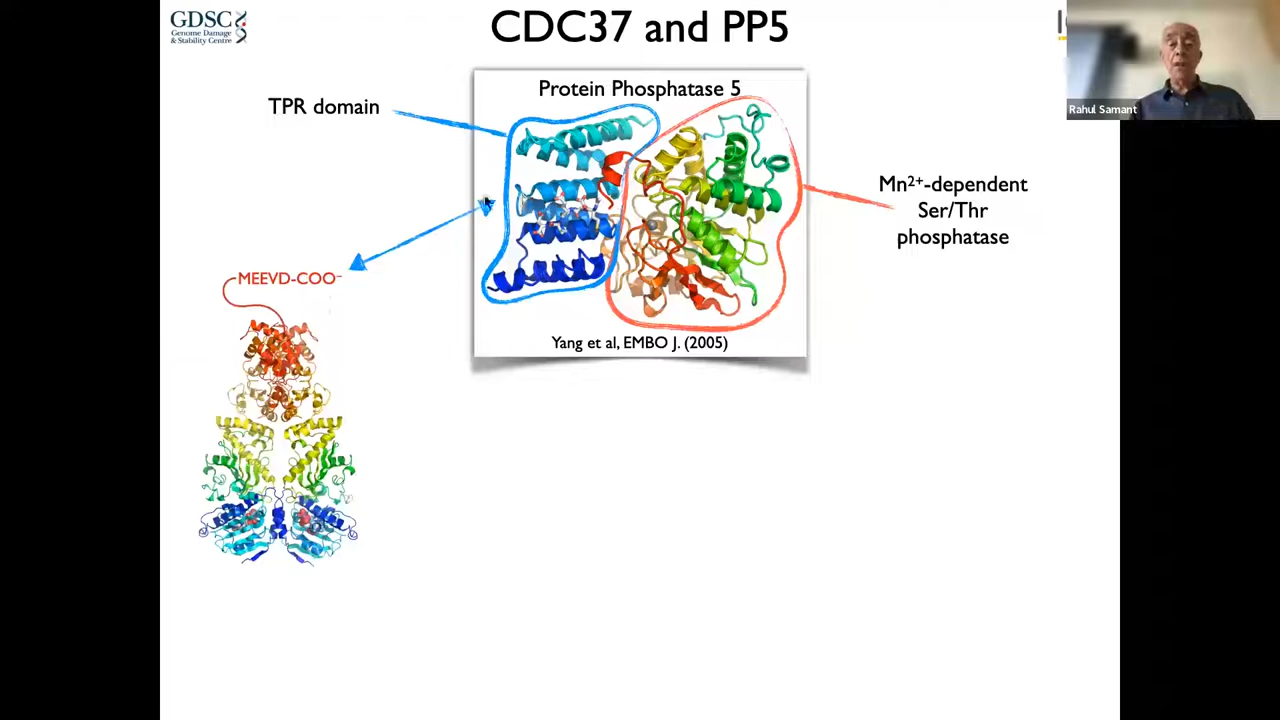 GDSC
Genome Damage
& Stability Centre
CDC37 and PP5
Rahul Samant
TPR domain
Protein Phosphatase 5
Mn²⁺-dependent
Ser/Thr
phosphatase
MEEVD-COO⁻
Yang et al, EMBO J. (2005)